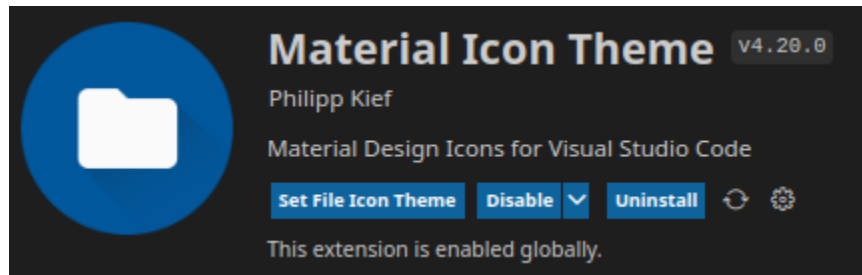 Material Icon Theme v4.20.0
Philipp Kief
Material Design Icons for Visual Studio Code
Set File Icon Theme Disable Uninstall
This extension is enabled globally.